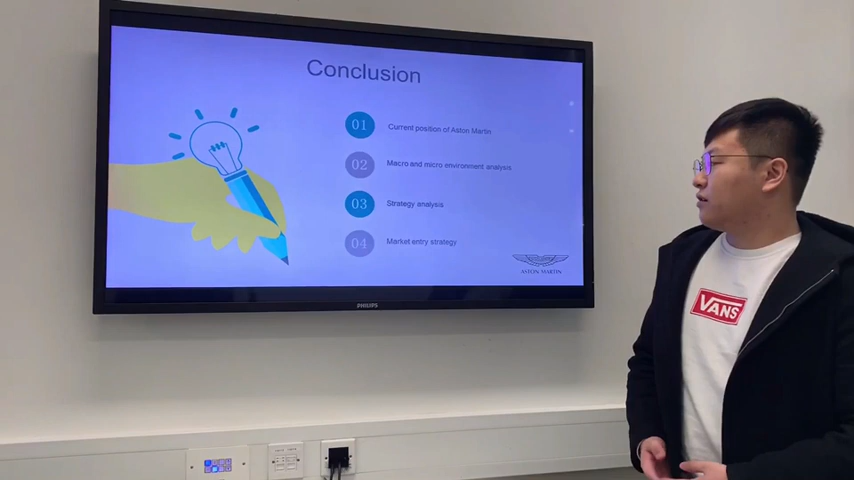 Conclusion
01 Current position of Aston Martin
02 Macro and micro environment analysis
03 Strategy analysis
04 Market entry strategy
ASTON MARTIN
PHILIPS
VANS